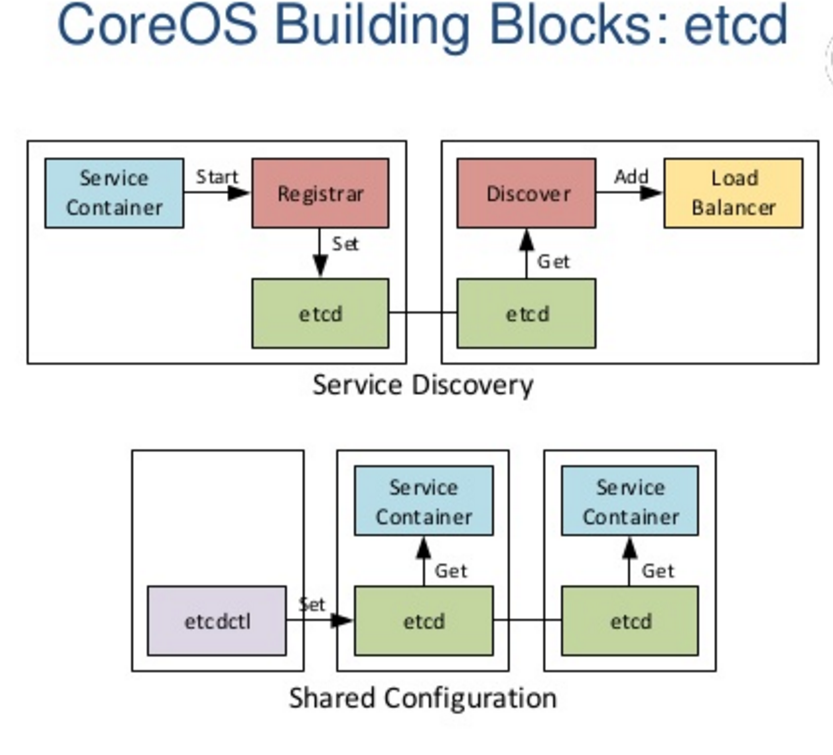 CoreOS Building Blocks: etcd
Service
Container
Start
Registrar
Set
etcd
Discover
Add
Load
Balancer
Get
etcd
Service Discovery
etcdctl
Set
Service
Container
Get
etcd
Service
Container
Get
etcd
Shared Configuration